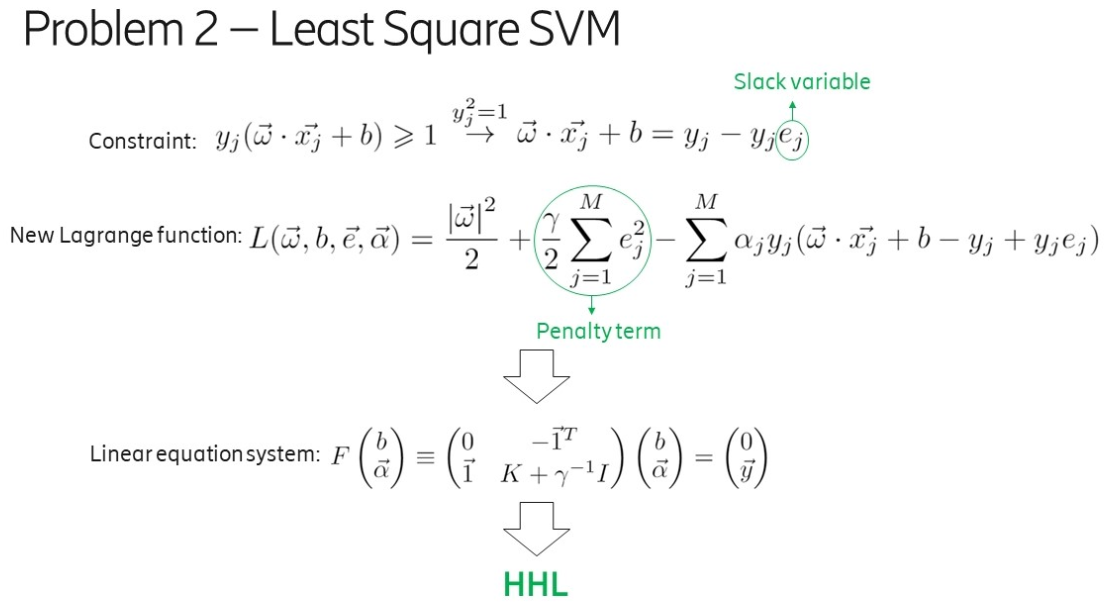 Problem 2 – Least Square SVM
Slack variable
Constraint: $y_j(\vec{\omega} \cdot \vec{x_j} + b) \geqslant 1 \overset{y_j^2=1}{\rightarrow} \vec{\omega} \cdot \vec{x_j} + b = y_j - y_j e_j$
New Lagrange function: $L(\vec{\omega}, b, \vec{e}, \vec{\alpha}) = \frac{|\vec{\omega}|^2}{2} + \frac{\gamma}{2} \sum_{j=1}^{M} e_j^2 - \sum_{j=1}^{M} \alpha_j y_j (\vec{\omega} \cdot \vec{x_j} + b - y_j + y_j e_j)$
Penalty term
Linear equation system: $F \begin{pmatrix} b \\ \vec{\alpha} \end{pmatrix} \equiv \begin{pmatrix} 0 & -\vec{1}^T \\ \vec{1} & K + \gamma^{-1} I \end{pmatrix} \begin{pmatrix} b \\ \vec{\alpha} \end{pmatrix} = \begin{pmatrix} 0 \\ \vec{y} \end{pmatrix}$
HHL